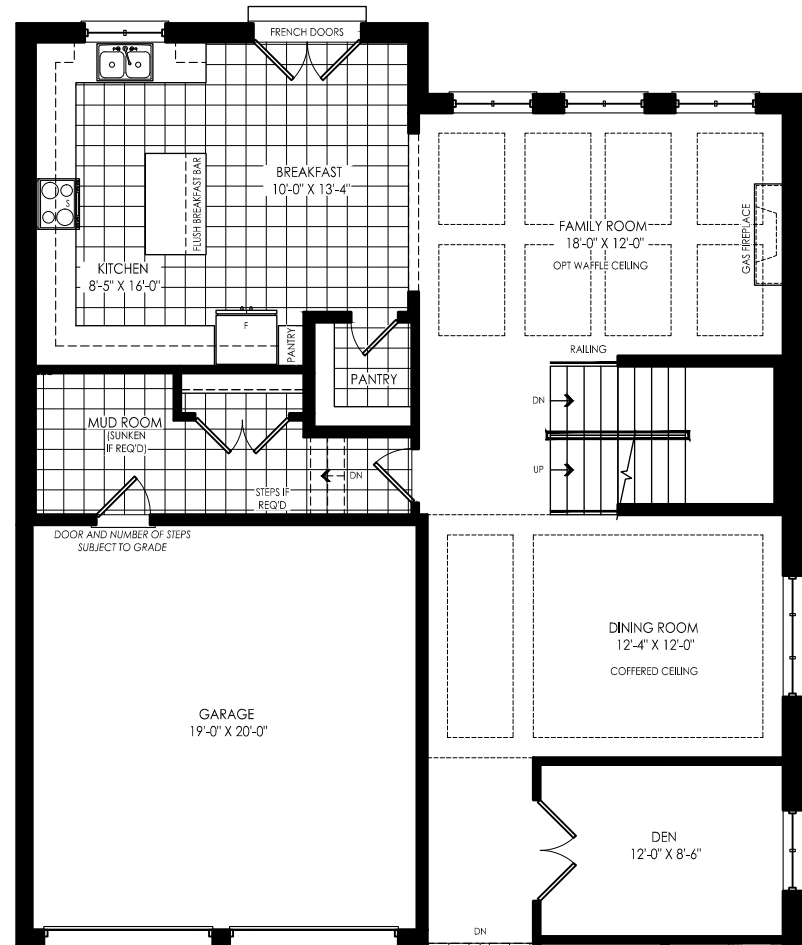 FRENCH DOORS
BREAKFAST
10'-0" X 13'-4"
FLUSH BREAKFAST BAR
S
KITCHEN
8'-5" X 16'-0"
F
PANTRY
PANTRY
FAMILY ROOM
18'-0" X 12'-0"
OPT WAFFLE CEILING
GAS FIREPLACE
RAILING
DN
UP
MUD ROOM
(SUNKEN
IF REQ'D)
DN
STEPS IF
REQ'D
DOOR AND NUMBER OF STEPS
SUBJECT TO GRADE
DINING ROOM
12'-4" X 12'-0"
COFFERED CEILING
GARAGE
19'-0" X 20'-0"
DEN
12'-0" X 8'-6"
DN